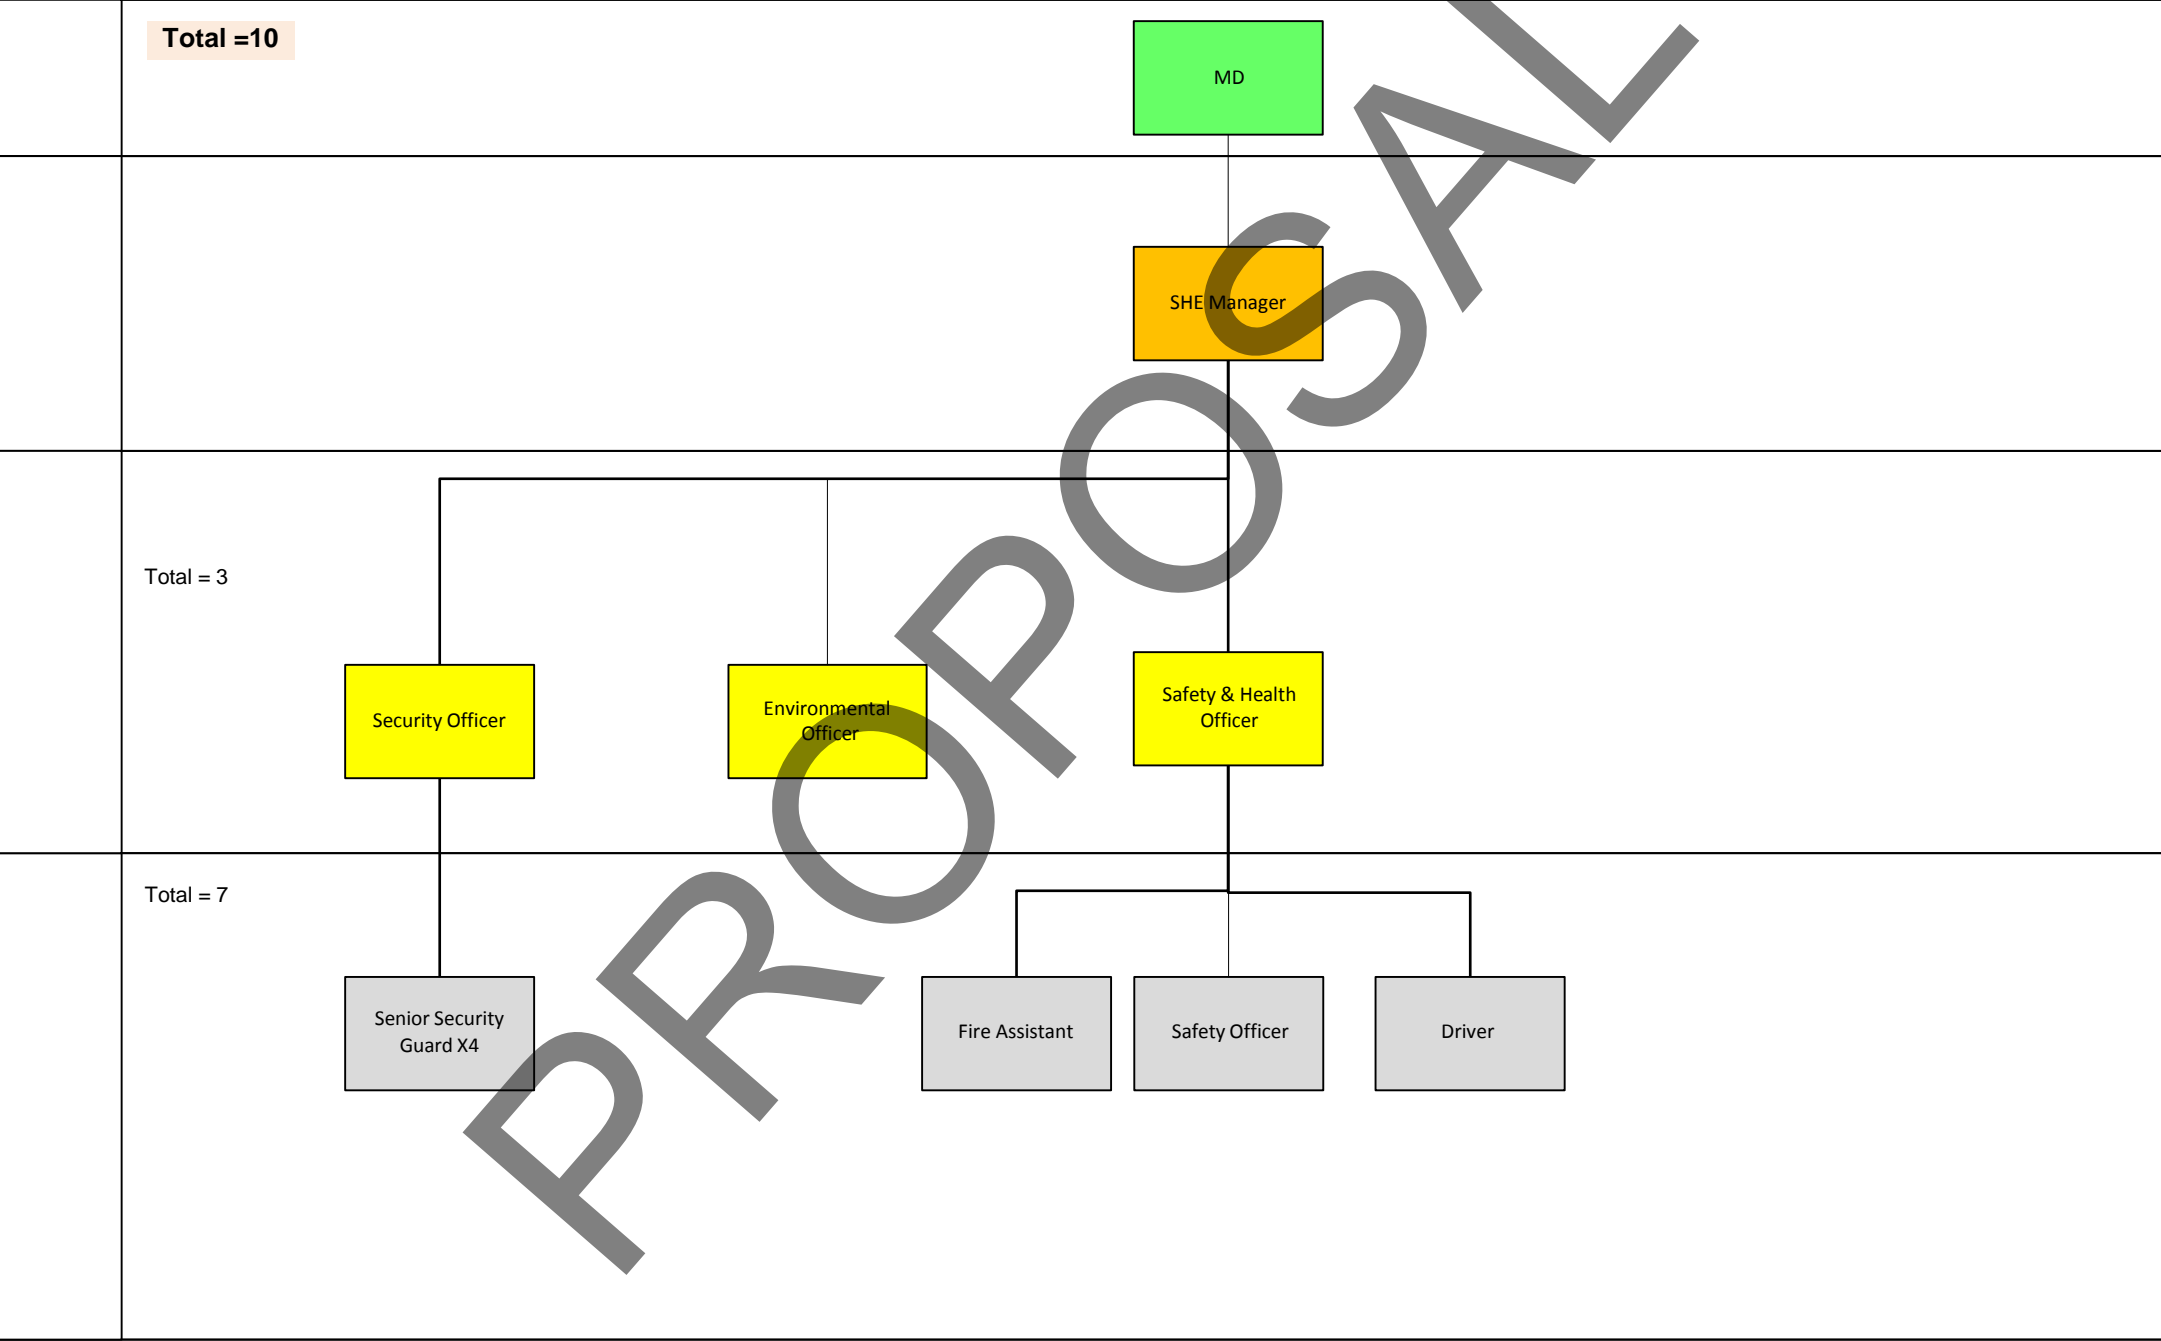 Total =10
MD
SHE Manager
Total = 3
Security Officer
Environmental
Officer
Safety & Health
Officer
Total = 7
Senior Security
Guard X4
Fire Assistant
Safety Officer
Driver
PROPOSAL